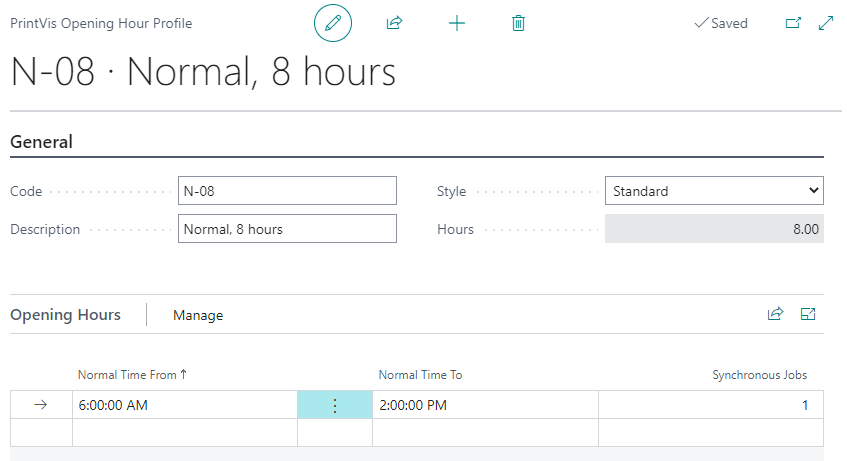 PrintVis Opening Hour Profile
Saved
N-08 · Normal, 8 hours
General
Code N-08 Style Standard
Description Normal, 8 hours Hours 8.00
Opening Hours Manage
Normal Time From ↑ Normal Time To Synchronous Jobs
6:00:00 AM 2:00:00 PM 1